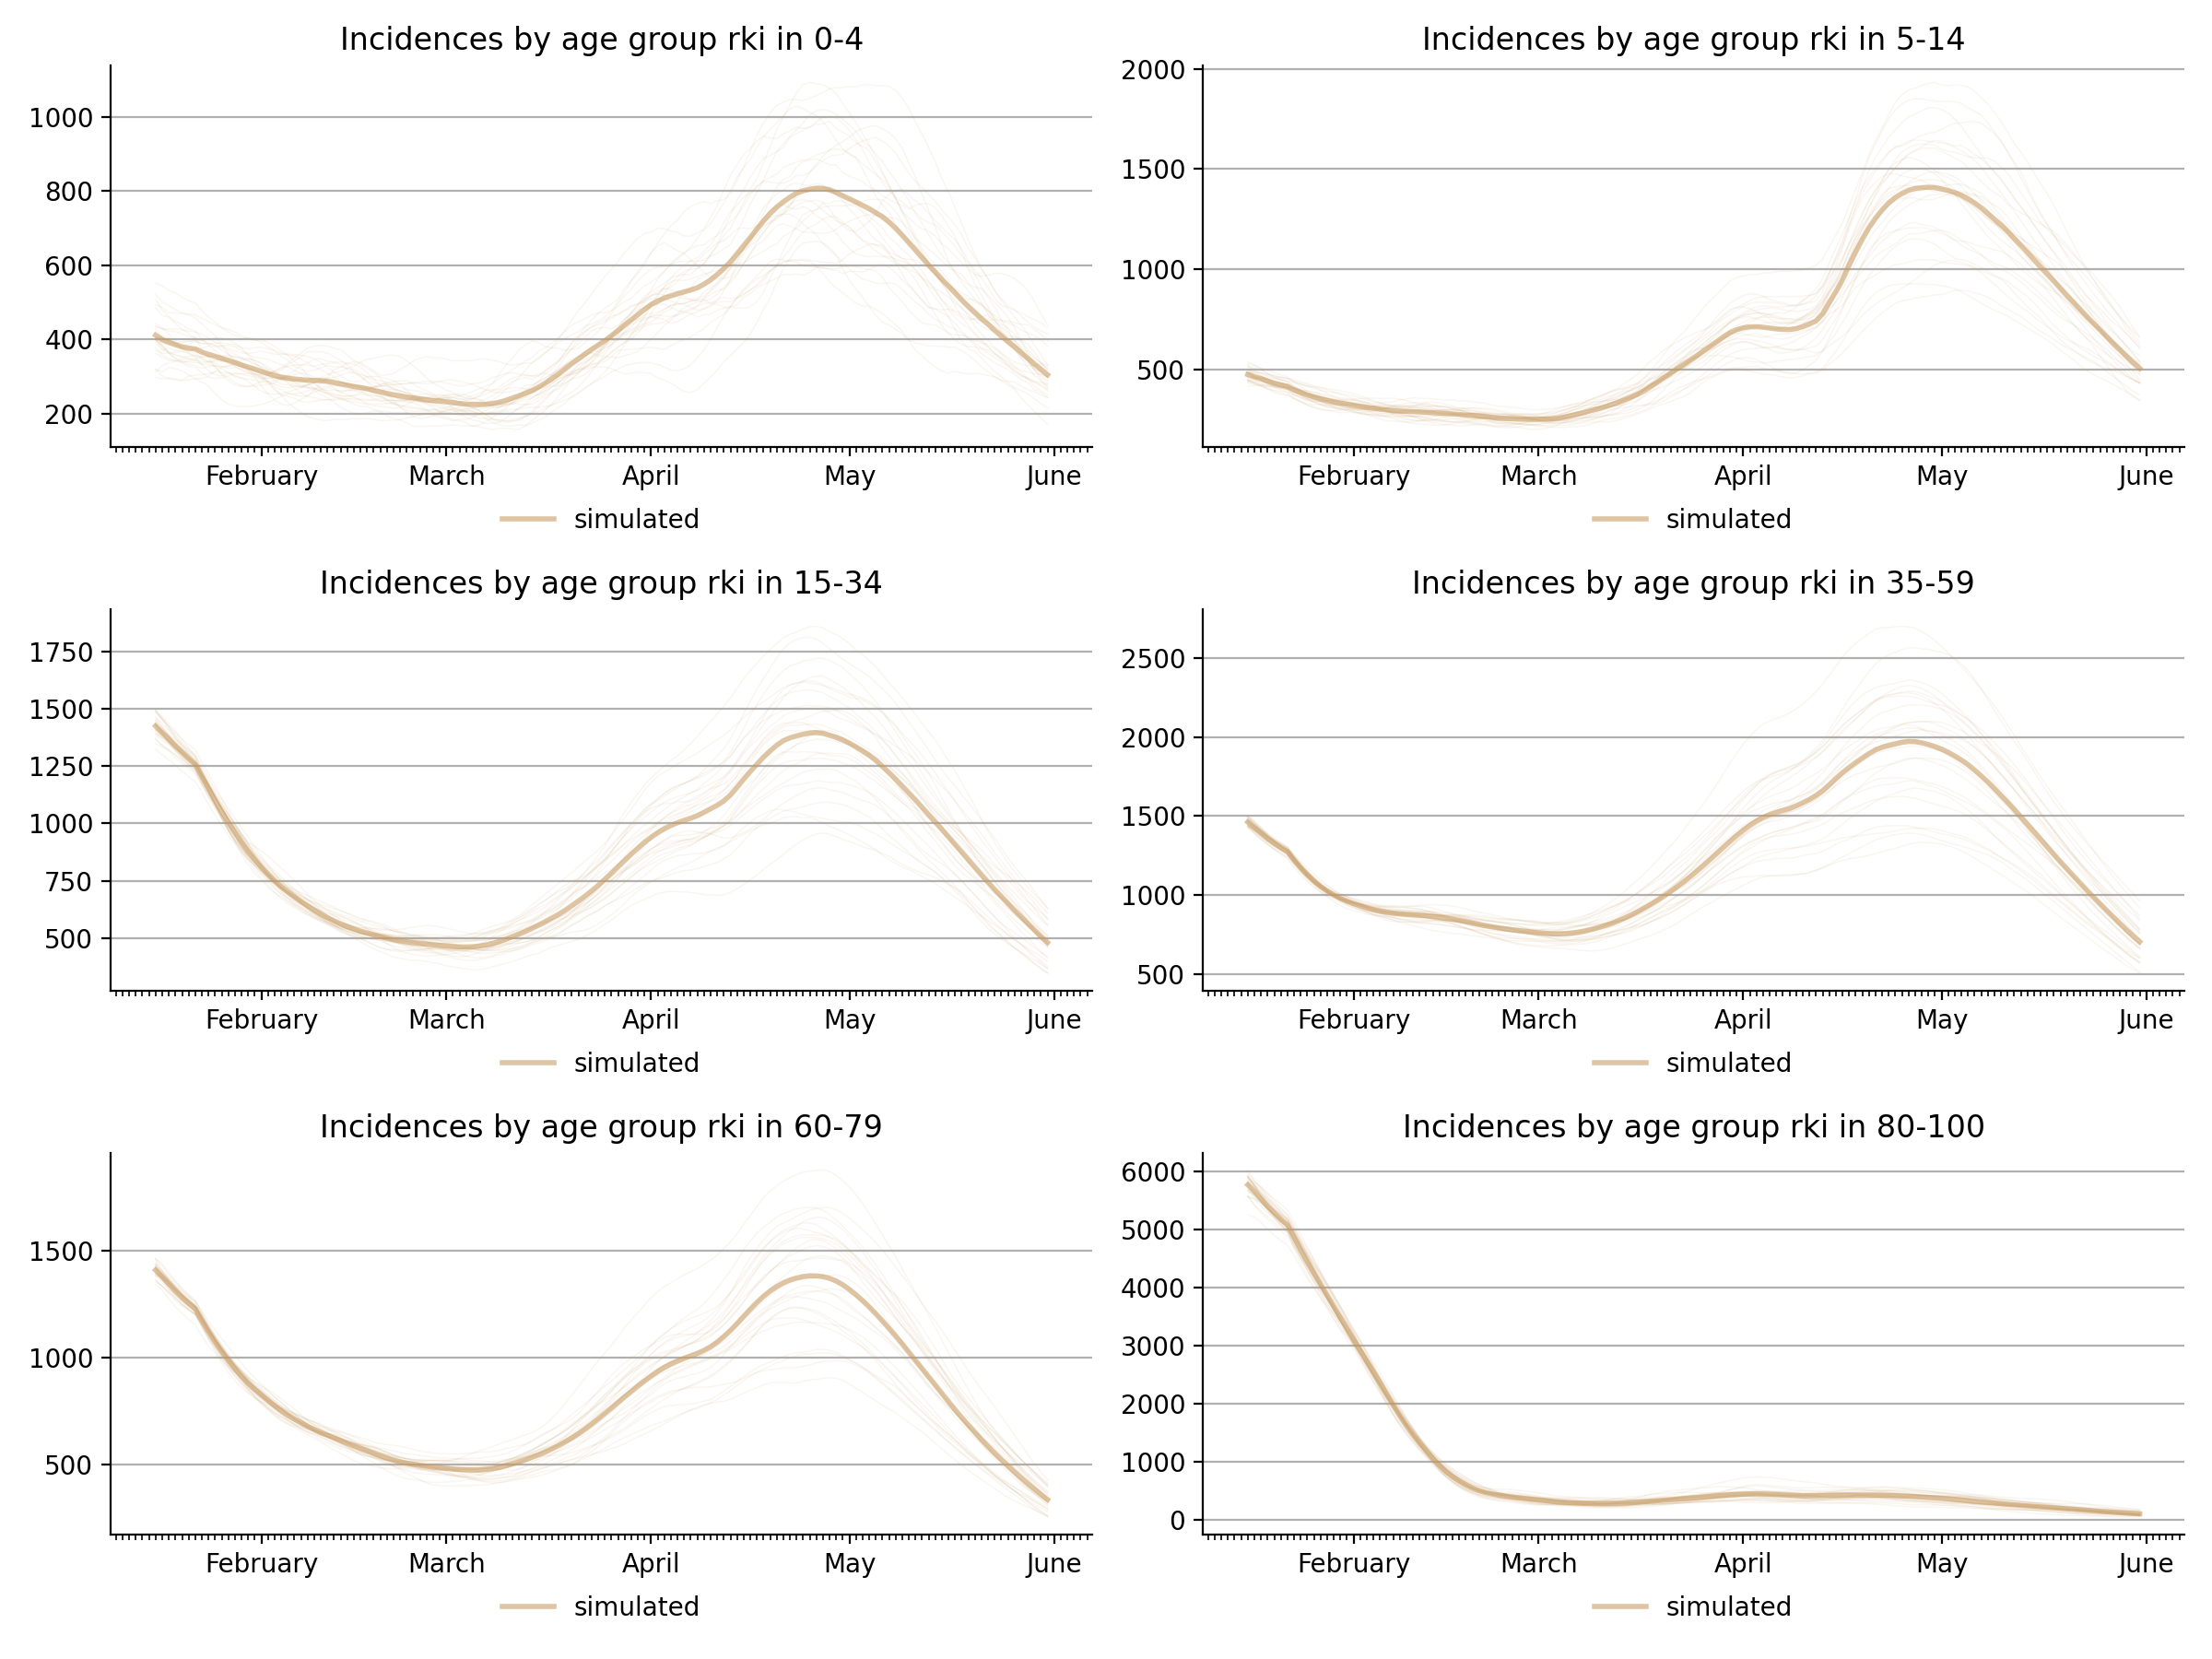 Incidences by age group rki in 0-4
1000
800
600
400
200
February March April May June
simulated
Incidences by age group rki in 5-14
2000
1500
1000
500
February March April May June
simulated
Incidences by age group rki in 15-34
1750
1500
1250
1000
750
500
February March April May June
simulated
Incidences by age group rki in 35-59
2500
2000
1500
1000
500
February March April May June
simulated
Incidences by age group rki in 60-79
1500
1000
500
February March April May June
simulated
Incidences by age group rki in 80-100
6000
5000
4000
3000
2000
1000
0
February March April May June
simulated